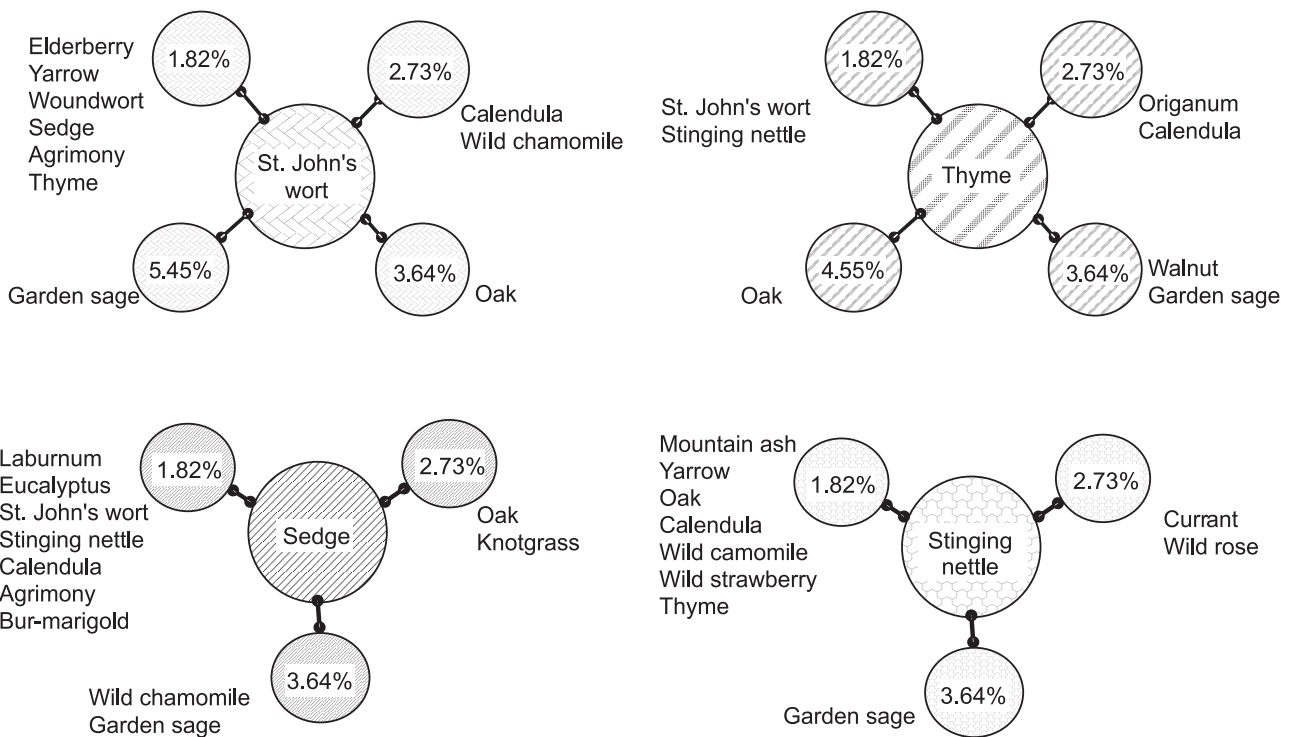 Elderberry
Yarrow
Woundwort
Sedge
Agrimony
Thyme
1.82%
2.73%
Calendula
Wild chamomile
St. John's
wort
5.45%
Garden sage
3.64%
Oak
1.82%
St. John's wort
Stinging nettle
2.73%
Origanum
Calendula
Thyme
4.55%
Oak
3.64%
Walnut
Garden sage
Laburnum
Eucalyptus
St. John's wort
Stinging nettle
Calendula
Agrimony
Bur-marigold
1.82%
2.73%
Oak
Knotgrass
Sedge
3.64%
Wild chamomile
Garden sage
Mountain ash
Yarrow
Oak
Calendula
Wild camomile
Wild strawberry
Thyme
1.82%
2.73%
Currant
Wild rose
Stinging
nettle
3.64%
Garden sage